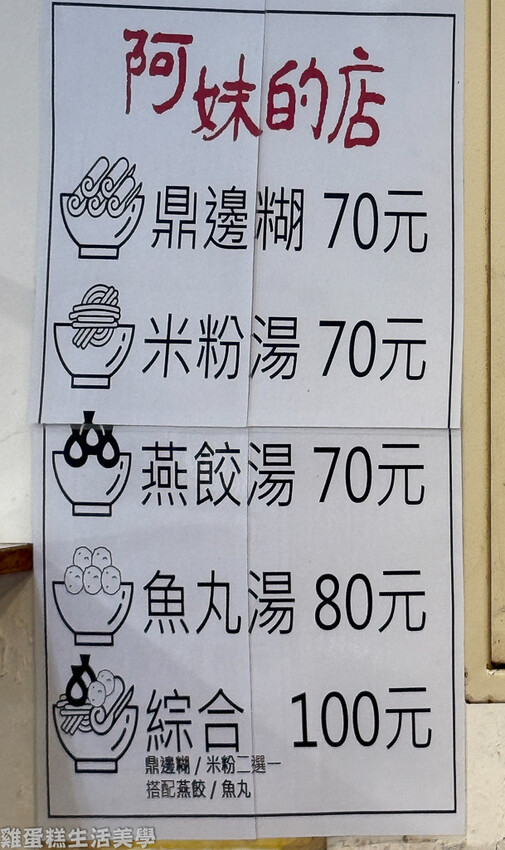 阿妹的店
鼎邊糊 70元
米粉湯 70元
燕餃湯 70元
魚丸湯 80元
綜合 100元
鼎邊糊 / 米粉二選一
搭配燕餃 / 魚丸
雞蛋糕生活美學